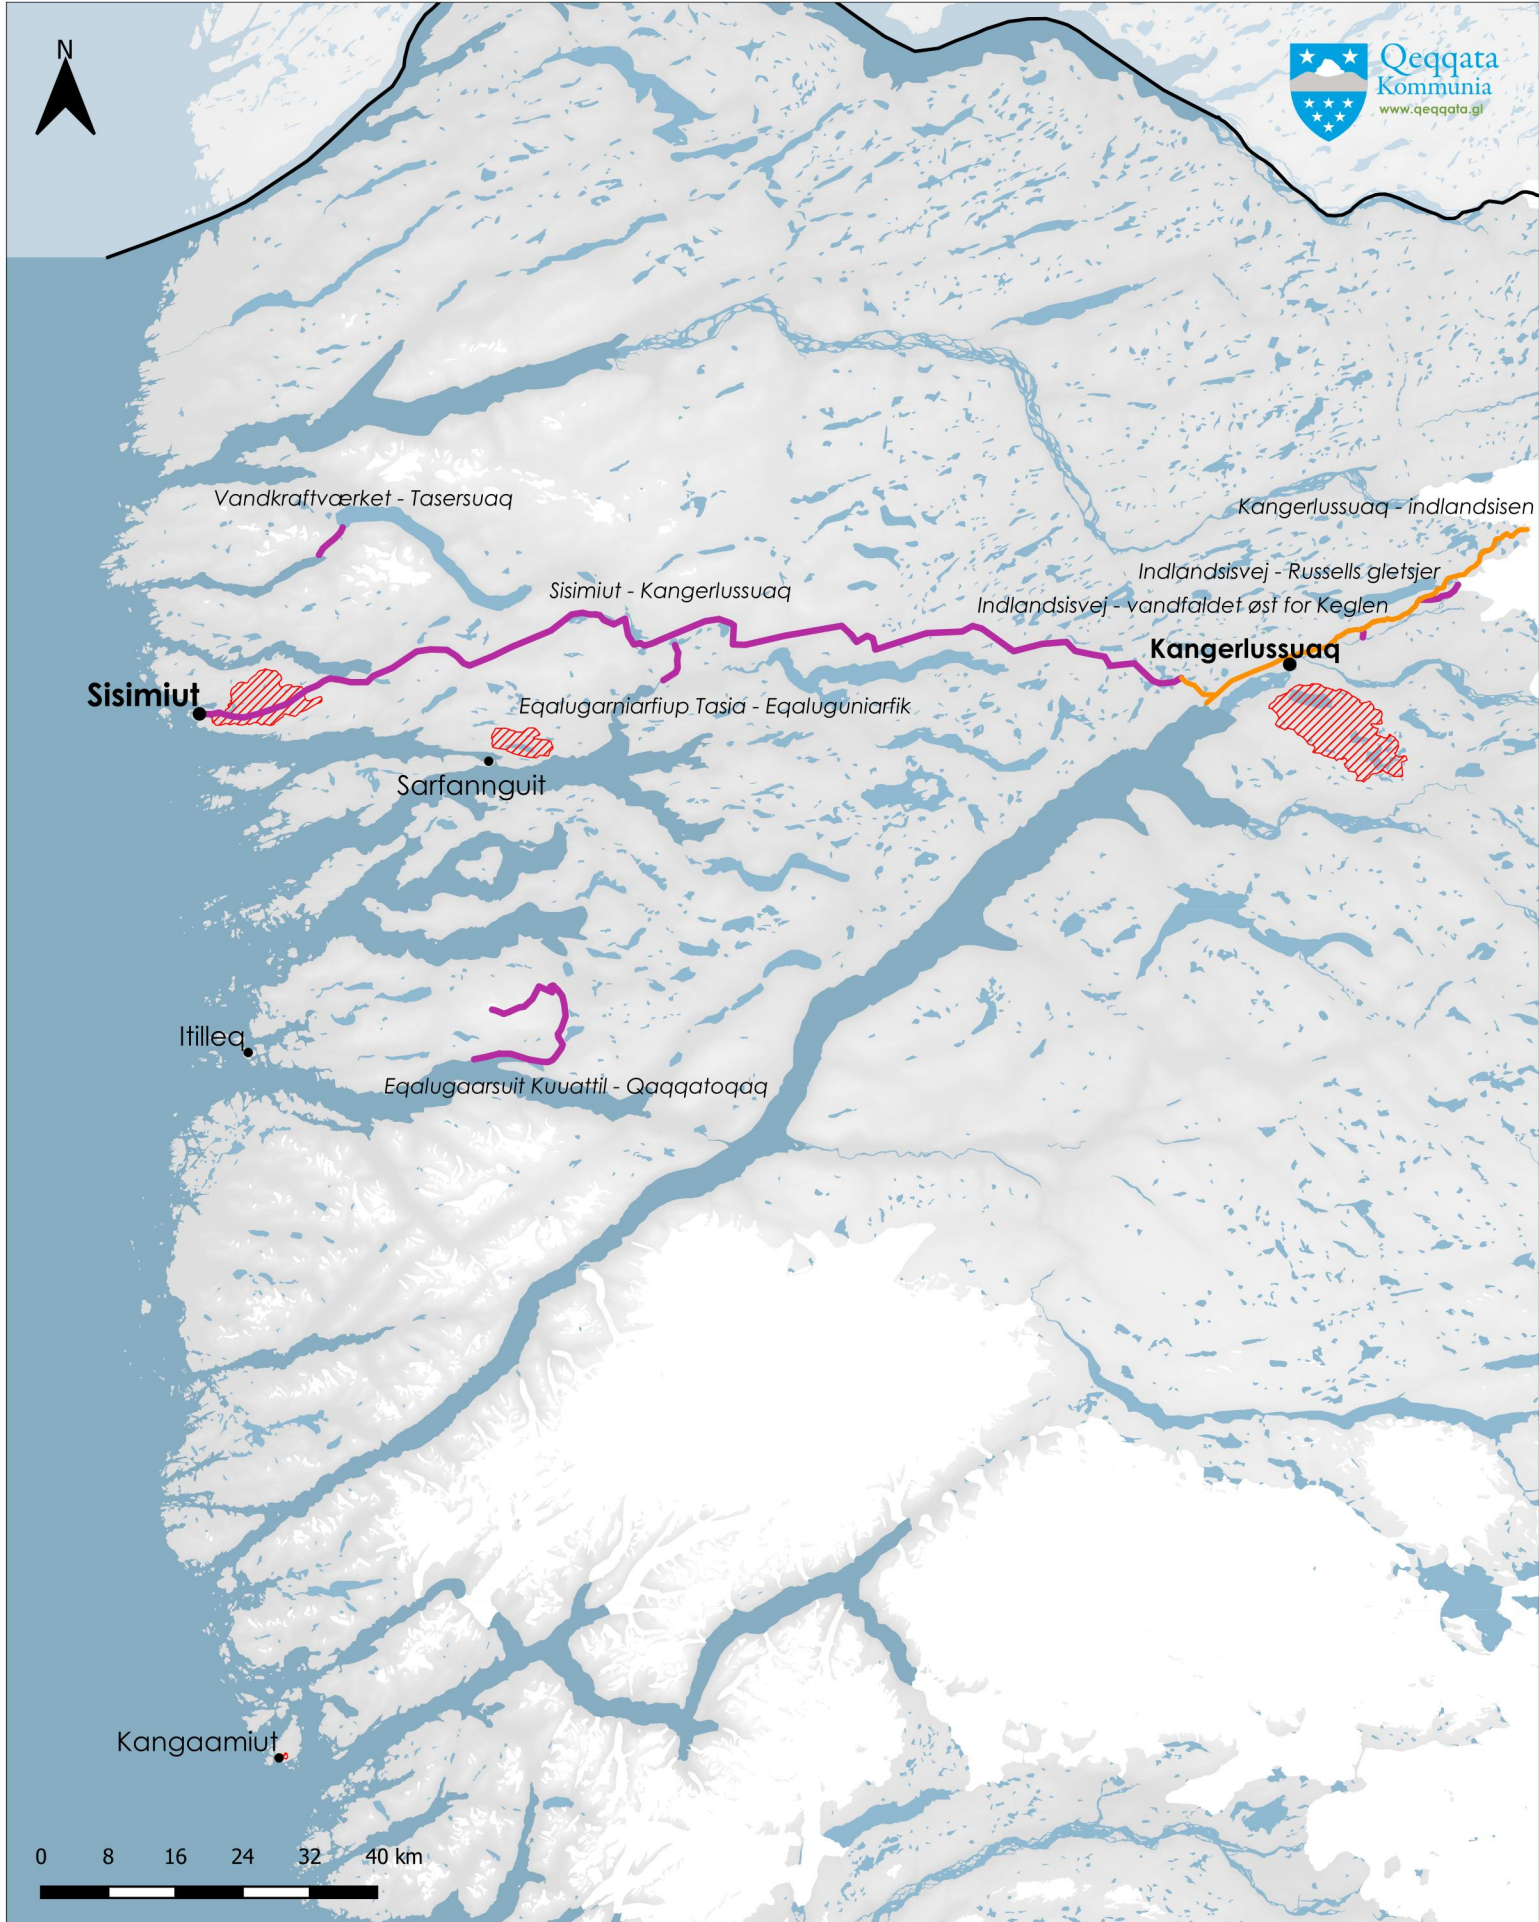 N
Qeqqata
Kommunia
www.qeqqata.gl
Vandkraftværket - Tasersuaq
Kangerlussuaq - indlandsisen
Indlandsisvej - Russells gletsjer
Sisimiut - Kangerlussuaq
Indlandsisvej - vandfaldet øst for Keglen
Kangerlussuaq
Sisimiut
Eqalugarniarfiup Tasia - Eqaluguniarfik
Sarfannguit
Itilleq
Eqalugaarsuit Kuuattil - Qaqqatoqaq
Kangaamiut
0 8 16 24 32 40 km